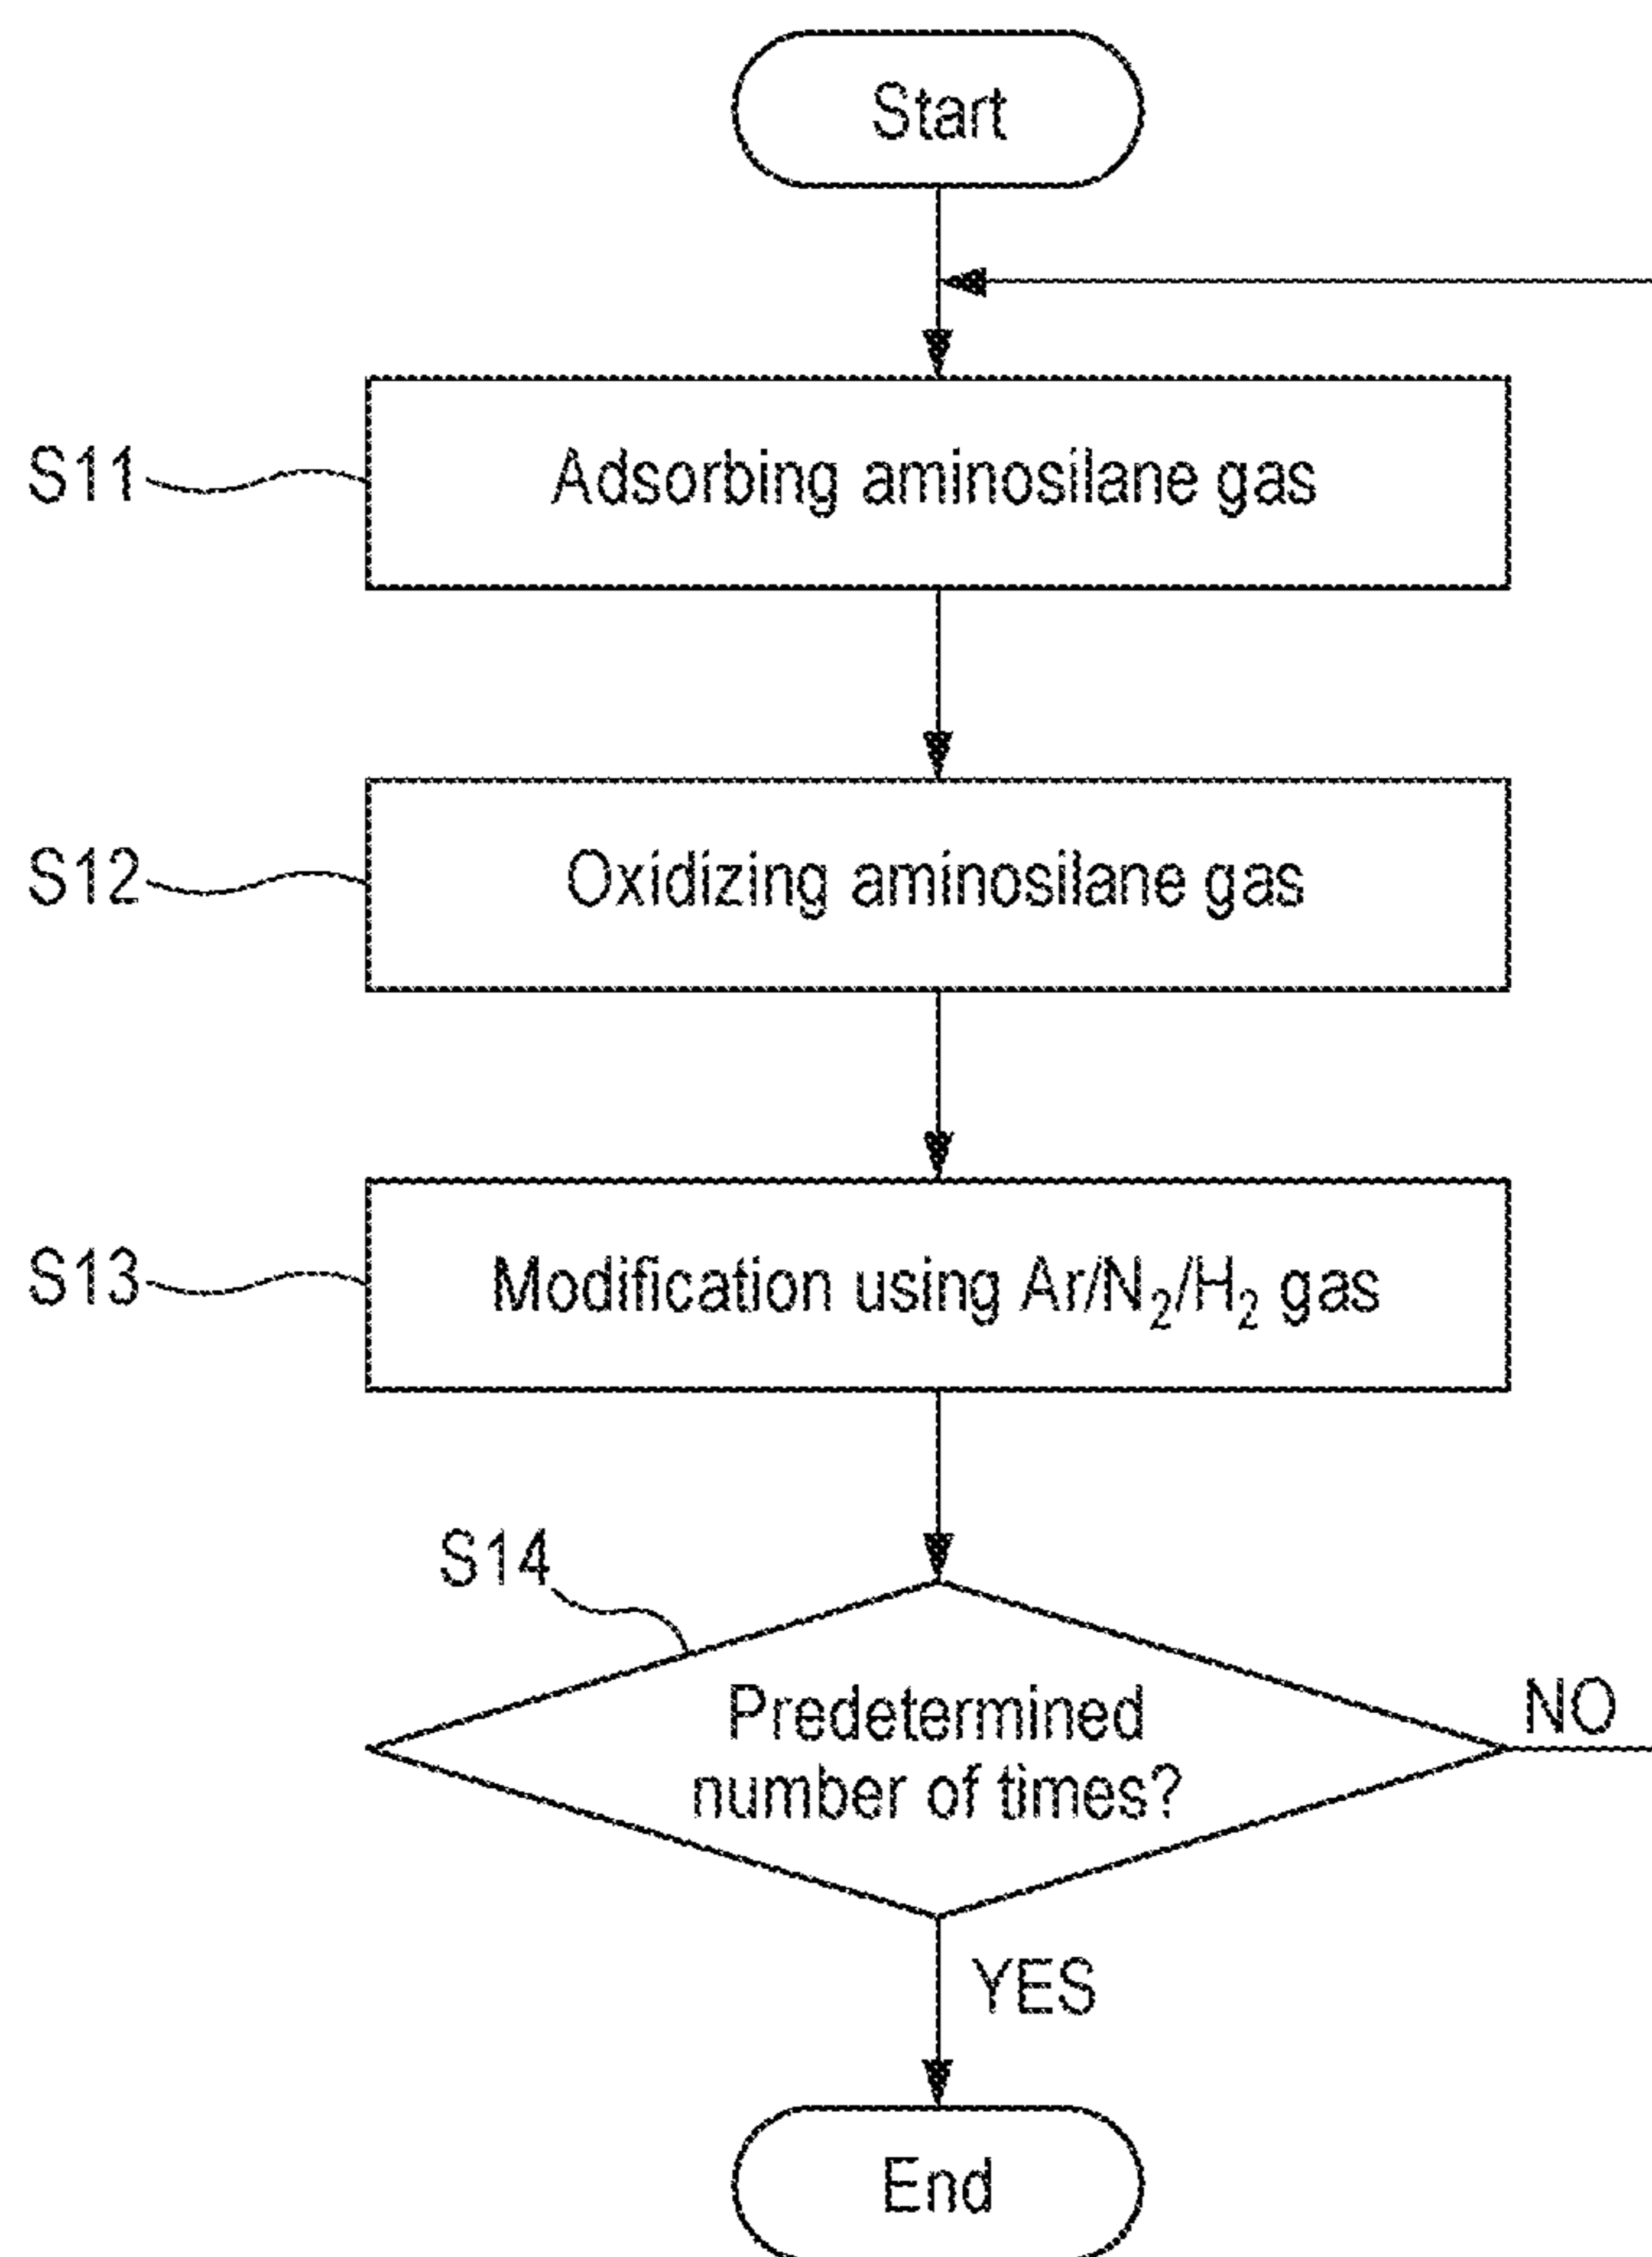 Start
S11
Adsorbing aminosilane gas
S12
Oxidizing aminosilane gas
S13
Modification using Ar/N₂/H₂ gas
S14
Predetermined
number of times?
NO
YES
End